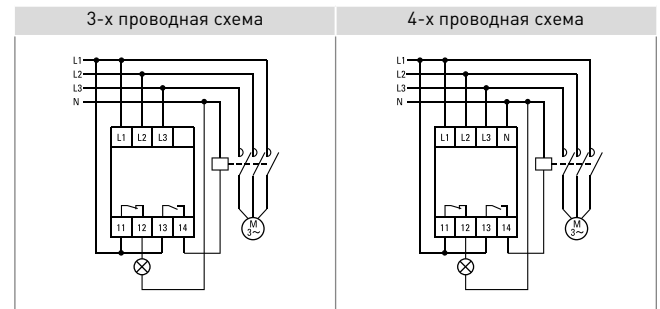 3-х проводная схема
4-х проводная схема
L1
L2
L3
N
L1 L2 L3
11 12 13 14
M
3~
L1
L2
L3
N
L1 L2 L3 N
11 12 13 14
M
3~